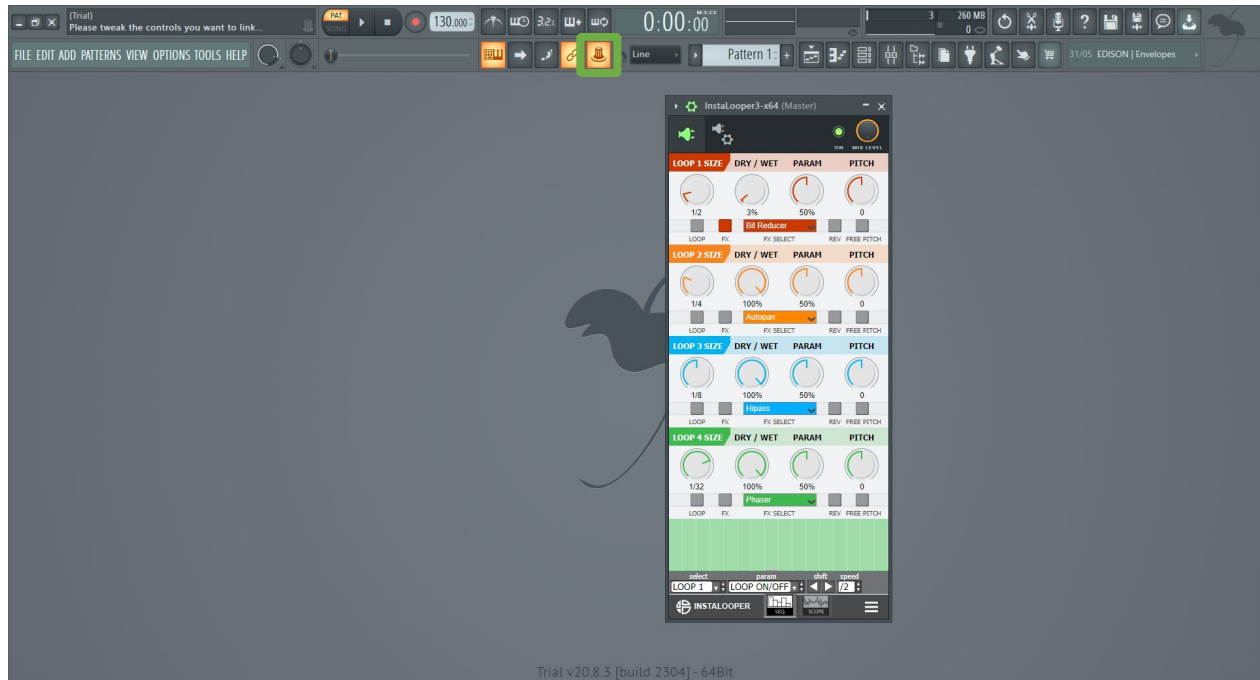 (Trial)
Please tweak the controls you want to link...
PAT
SONG
130.000
3.2.1
0:00:00
M:S:CS
3
260 MB
0
FILE EDIT ADD PATTERNS VIEW OPTIONS TOOLS HELP
Line
Pattern 1
+
31/05 EDISON | Envelopes
InstaLooper3-x64 (Master)
ON MIX LEVEL
LOOP 1 SIZE DRY / WET PARAM PITCH
1/2 3% 50% 0
Bit Reducer
LOOP FX FX SELECT REV FREE PITCH
LOOP 2 SIZE DRY / WET PARAM PITCH
1/4 100% 50% 0
Autopan
LOOP FX FX SELECT REV FREE PITCH
LOOP 3 SIZE DRY / WET PARAM PITCH
1/8 100% 50% 0
Hipass
LOOP FX FX SELECT REV FREE PITCH
LOOP 4 SIZE DRY / WET PARAM PITCH
1/32 100% 50% 0
Phaser
LOOP FX FX SELECT REV FREE PITCH
select param shift speed
LOOP 1 LOOP ON/OFF /2
INSTALOOPER SEQ SCOPE
Trial v20.8.3 [build 2304] - 64Bit